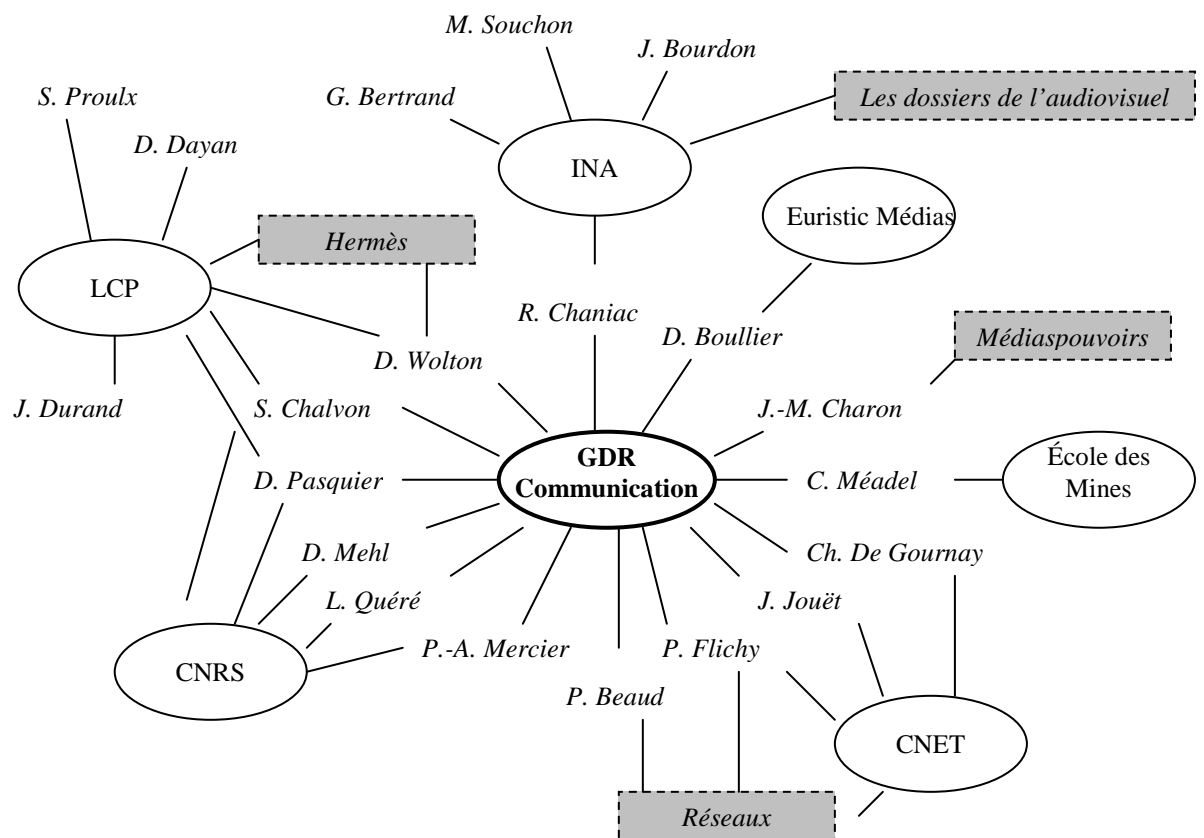 M. Souchon
J. Bourdon
S. Proulx
G. Bertrand
Les dossiers de l’audiovisuel
D. Dayan
INA
Euristic Médias
Hermès
LCP
R. Chaniac
D. Boullier
Médiaspouvoirs
D. Wolton
J. Durand
S. Chalvon
J.-M. Charon
GDR
Communication
École des
Mines
D. Pasquier
C. Méadel
D. Mehl
Ch. De Gournay
L. Quéré
J. Jouët
P.-A. Mercier
P. Flichy
CNRS
P. Beaud
CNET
Réseaux